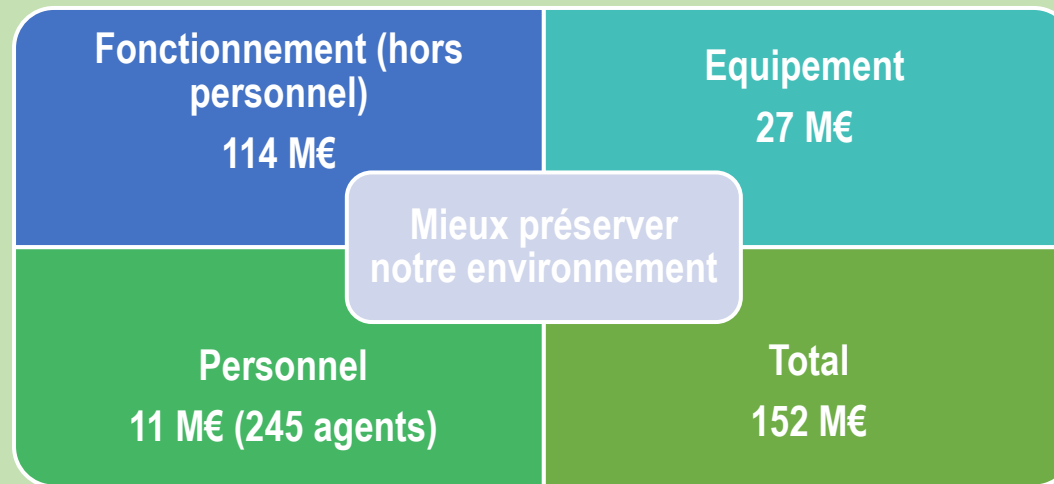 Fonctionnement (hors
personnel)
114 M€
Equipement
27 M€
Mieux préserver
notre environnement
Personnel
11 M€ (245 agents)
Total
152 M€